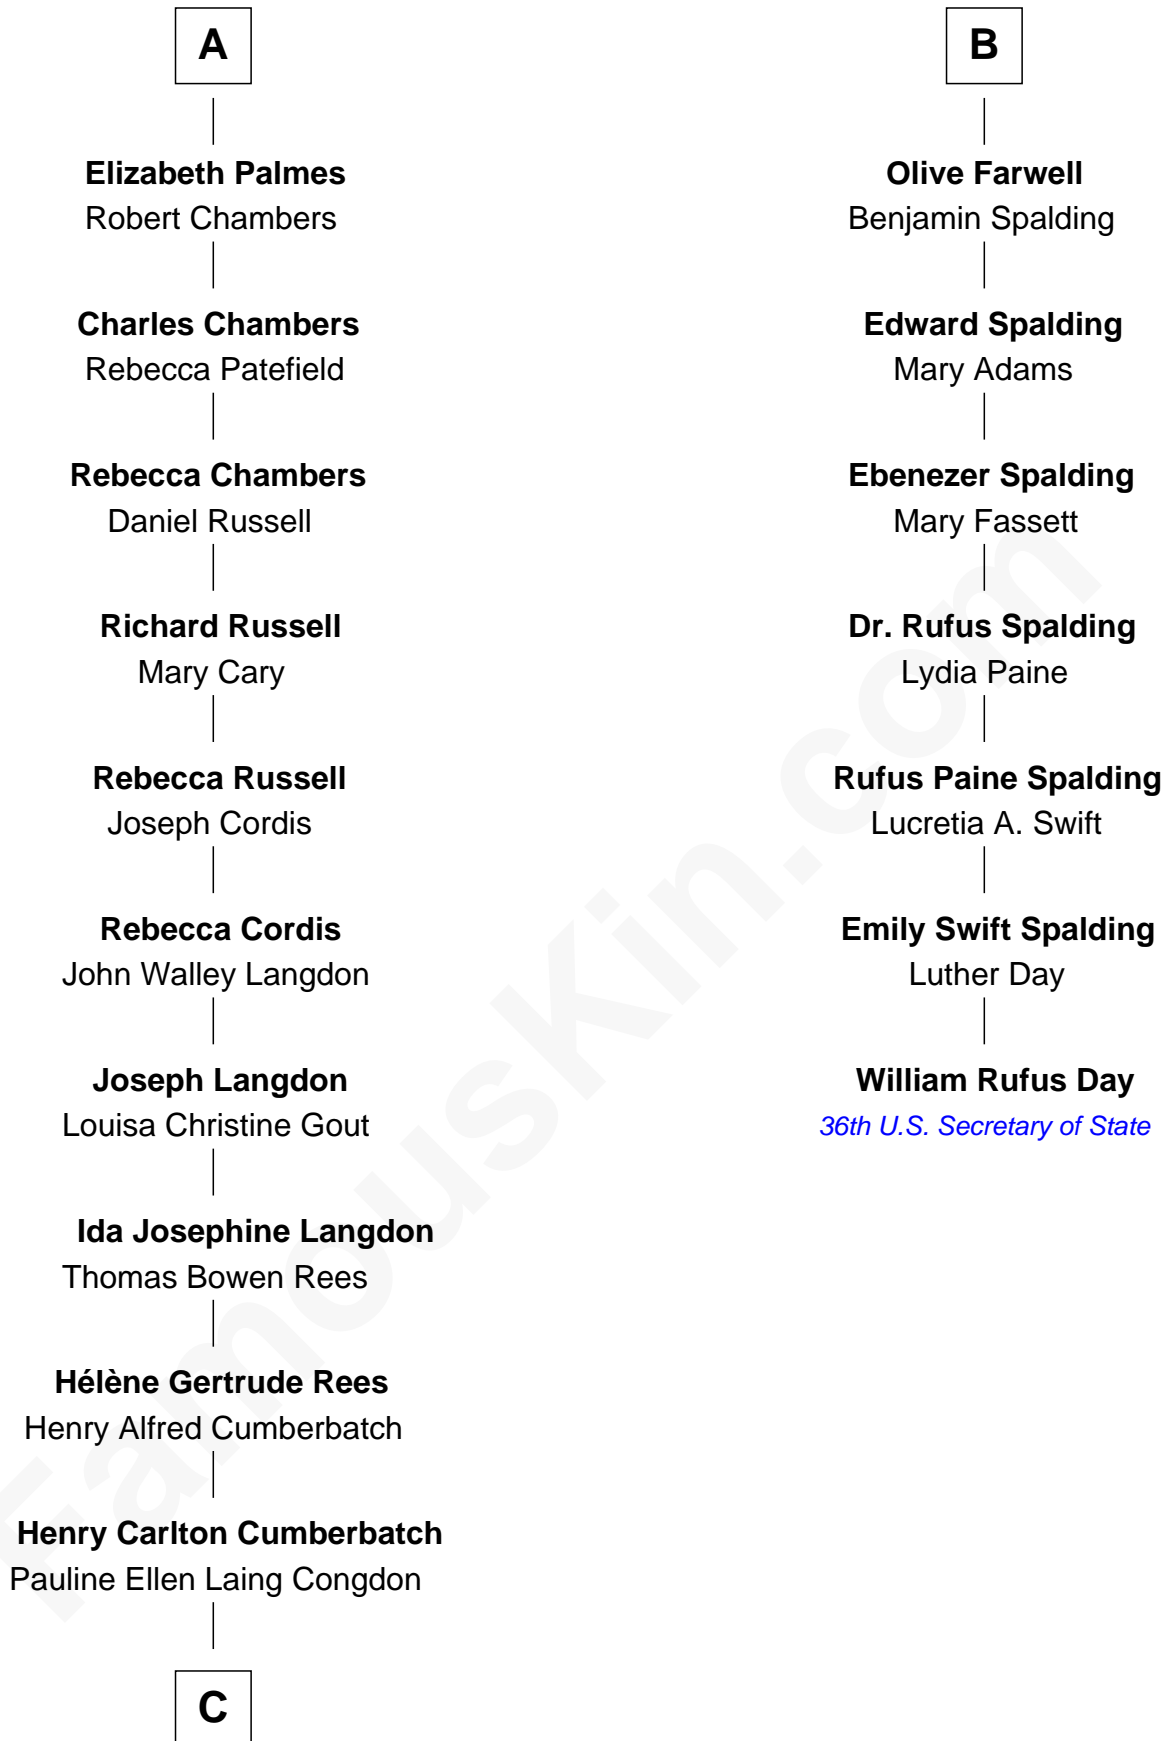 A
Elizabeth Palmes
Robert Chambers
Charles Chambers
Rebecca Patefield
Rebecca Chambers
Daniel Russell
Richard Russell
Mary Cary
Rebecca Russell
Joseph Cordis
Rebecca Cordis
John Walley Langdon
Joseph Langdon
Louisa Christine Gout
Ida Josephine Langdon
Thomas Bowen Rees
Hélène Gertrude Rees
Henry Alfred Cumberbatch
Henry Carlton Cumberbatch
Pauline Ellen Laing Congdon
C
B
Olive Farwell
Benjamin Spalding
Edward Spalding
Mary Adams
Ebenezer Spalding
Mary Fassett
Dr. Rufus Spalding
Lydia Paine
Rufus Paine Spalding
Lucretia A. Swift
Emily Swift Spalding
Luther Day
William Rufus Day
36th U.S. Secretary of State
FamousKin.com